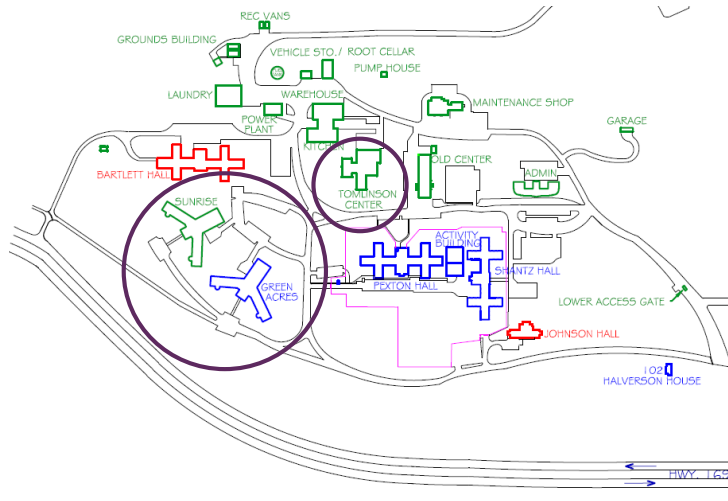 REC VANS
GROUNDS BUILDING
VEHICLE STO./ ROOT CELLAR
PUMP HOUSE
LAUNDRY
WAREHOUSE
MAINTENANCE SHOP
POWER
PLANT
GARAGE
KITCHEN
OLD CENTER
BARTLETT HALL
ADMIN
TOMLINSON
CENTER
SUNRISE
ACTIVITY
BUILDING
SHANTZ HALL
GREEN
ACRES
PEXTON HALL
LOWER ACCESS GATE
JOHNSON HALL
102
HALVERSON HOUSE
HWY. 169